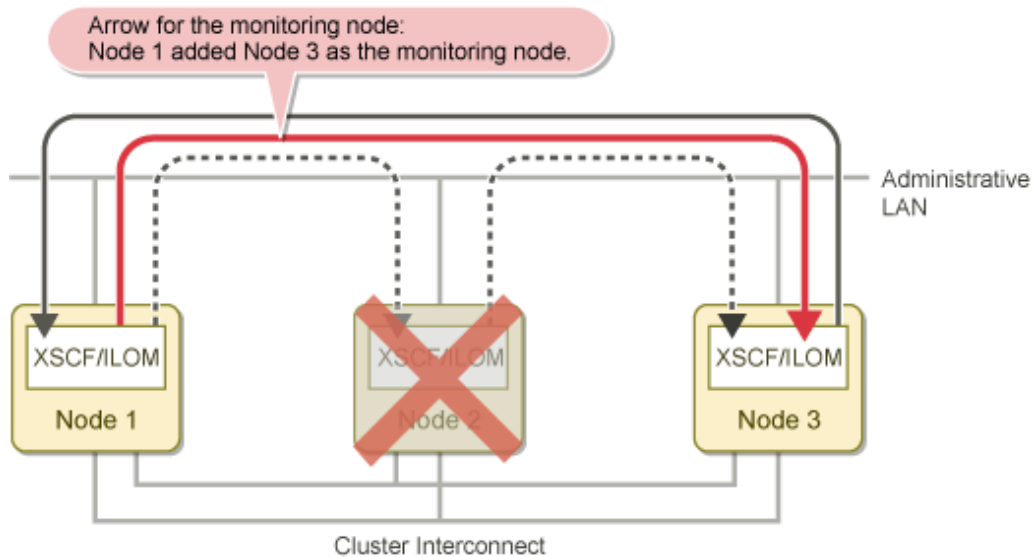 Arrow for the monitoring node:
Node 1 added Node 3 as the monitoring node.
Administrative
LAN
XSCF/ILOM
XSCF/ILOM
XSCF/ILOM
Node 1
Node 2
Node 3
Cluster Interconnect